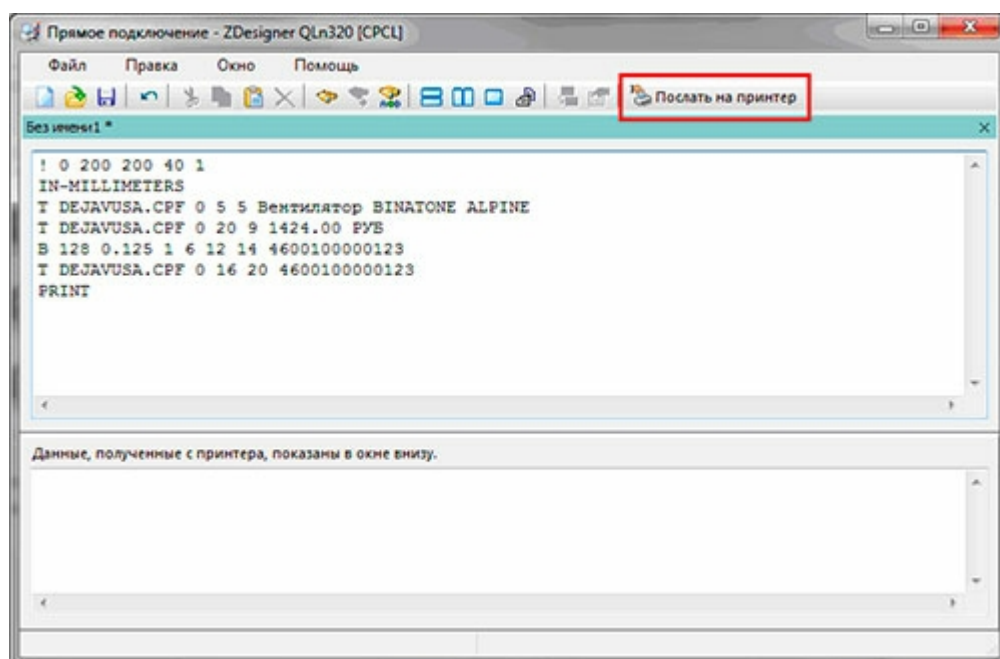 Прямое подключение - ZDesigner QLn320 [CPCL]
Файл Правка Окно Помощь
Послать на принтер
Без имени1 *
! 0 200 200 40 1
IN-MILLIMETERS
T DEJAVUSA.CPF 0 5 5 Вентилятор BINATONE ALPINE
T DEJAVUSA.CPF 0 20 9 1424.00 РУБ
B 128 0.125 1 6 12 14 4600100000123
T DEJAVUSA.CPF 0 16 20 4600100000123
PRINT
Данные, полученные с принтера, показаны в окне внизу.